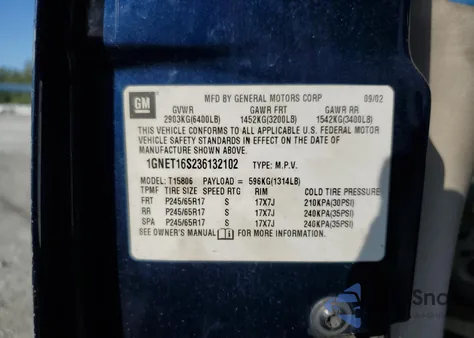 MFD BY GENERAL MOTORS CORP 09/02
GM GVWR GAWR FRT GAWR RR
2903KG(6400LB) 1452KG(3200LB) 1542KG(3400LB)
THIS VEHICLE CONFORMS TO ALL APPLICABLE U.S. FEDERAL MOTOR
VEHICLE SAFETY STANDARDS IN EFFECT ON THE DATE OF
MANUFACTURE SHOWN ABOVE.
1GNET16S236132102 TYPE: M.P.V.
MODEL: T15806 PAYLOAD = 596KG(1314LB)
TPMF TIRE SIZE SPEED RTG RIM COLD TIRE PRESSURE
FRT P245/65R17 S 17X7J 210KPA(30PSI)
RR P245/65R17 S 17X7J 240KPA(35PSI)
SPA P245/65R17 S 17X7J 240KPA(35PSI)
SEE OWNER'S MANUAL FOR MORE INFORMATION.